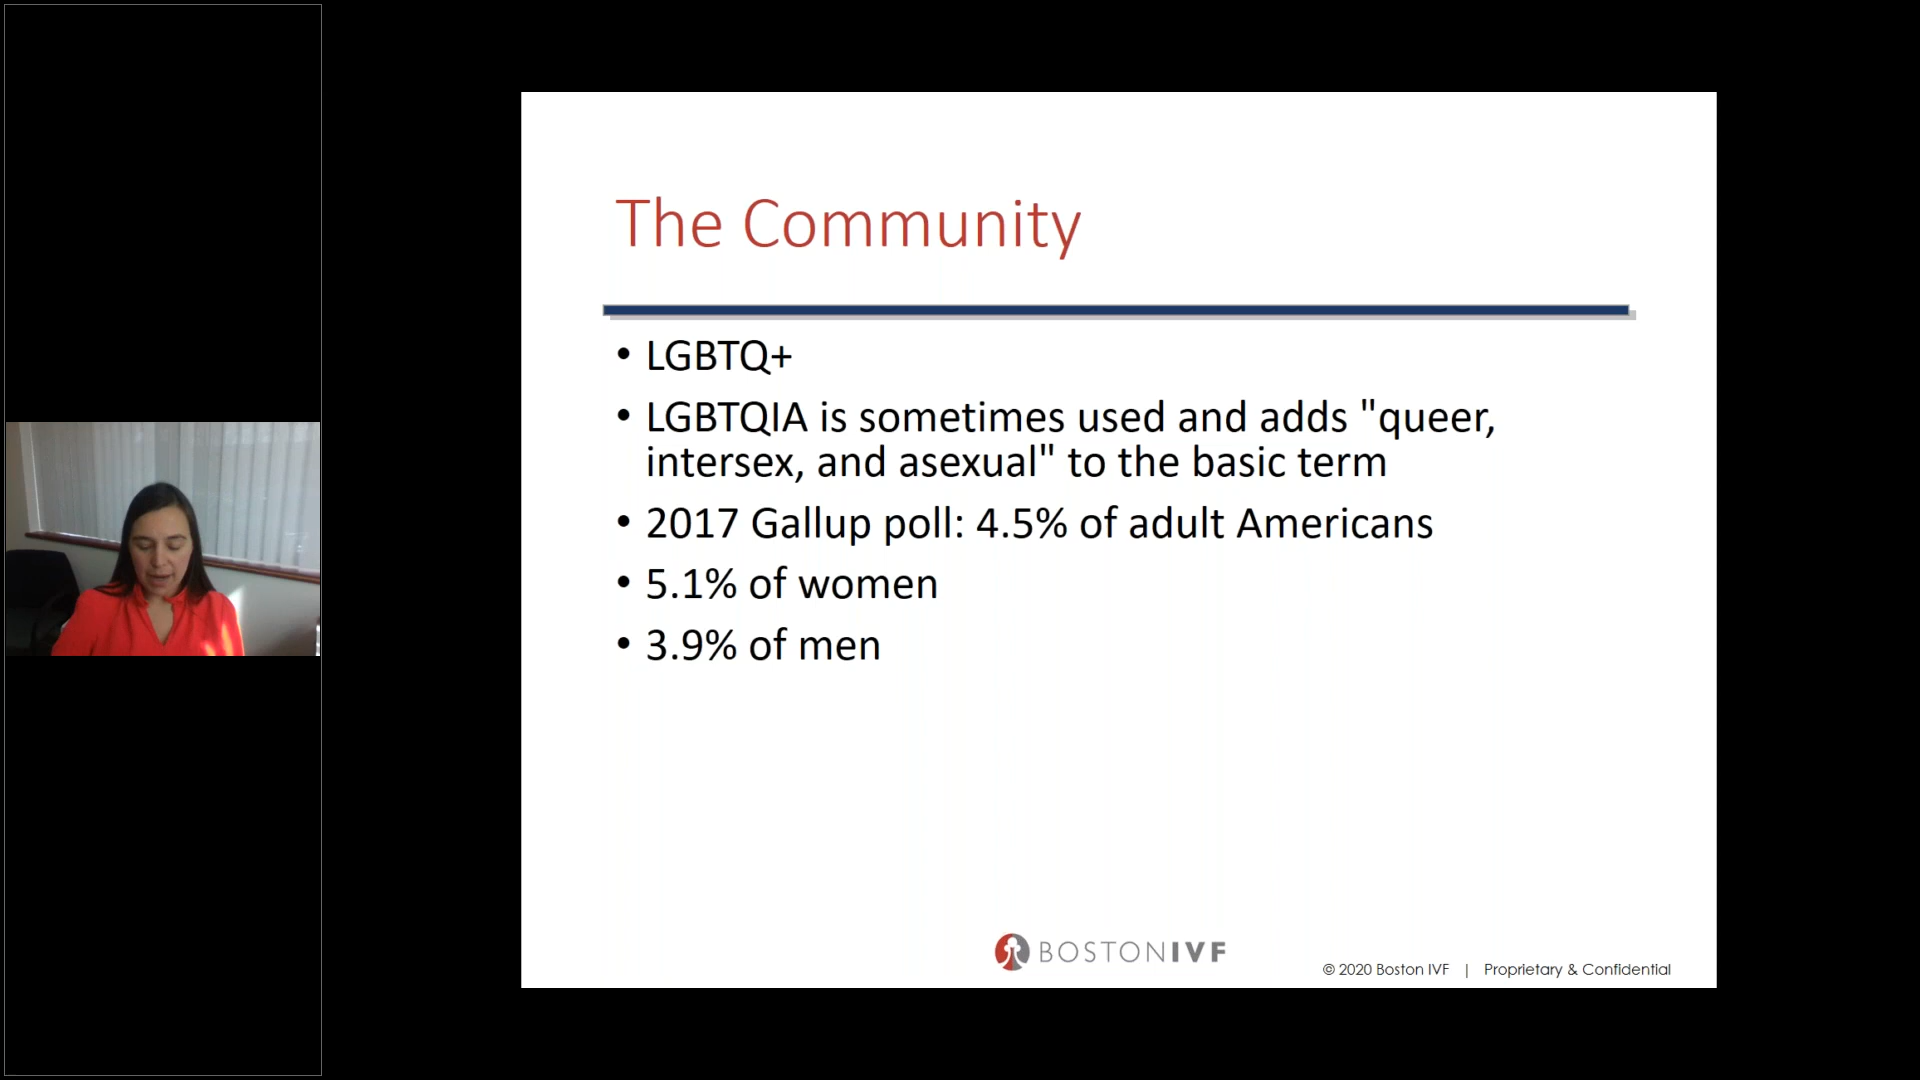 The Community
• LGBTQ+
• LGBTQIA is sometimes used and adds "queer,
intersex, and asexual" to the basic term
• 2017 Gallup poll: 4.5% of adult Americans
• 5.1% of women
• 3.9% of men
BOSTONIVF
© 2020 Boston IVF | Proprietary & Confidential